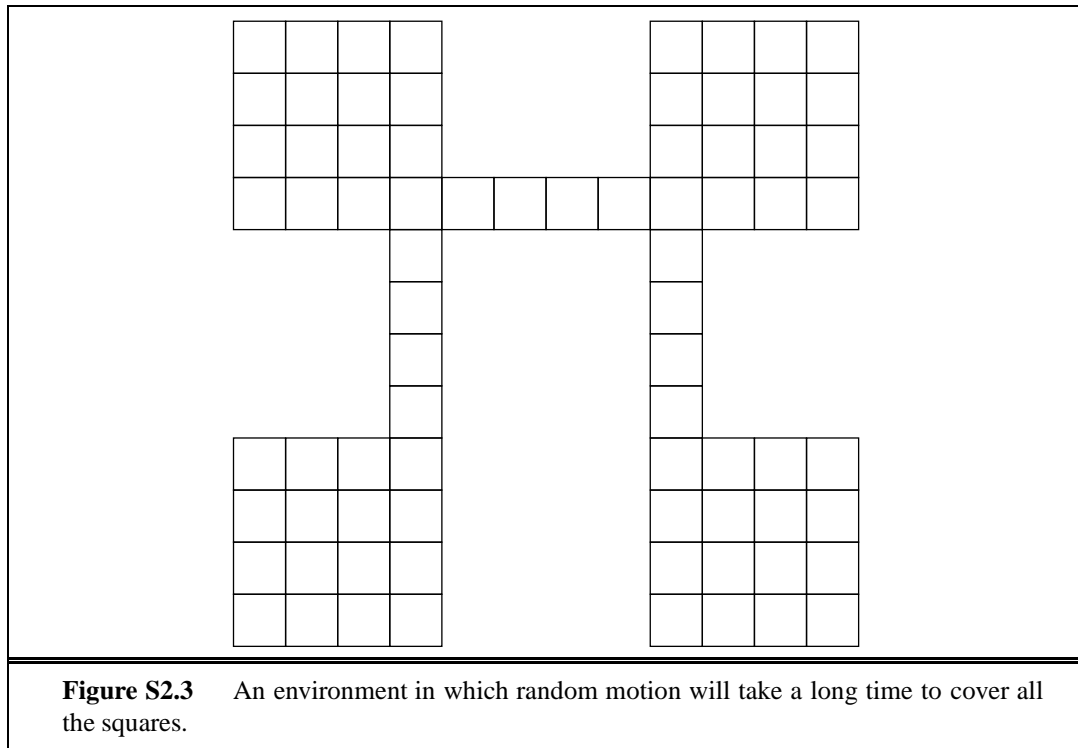 Figure S2.3 An environment in which random motion will take a long time to cover all
the squares.